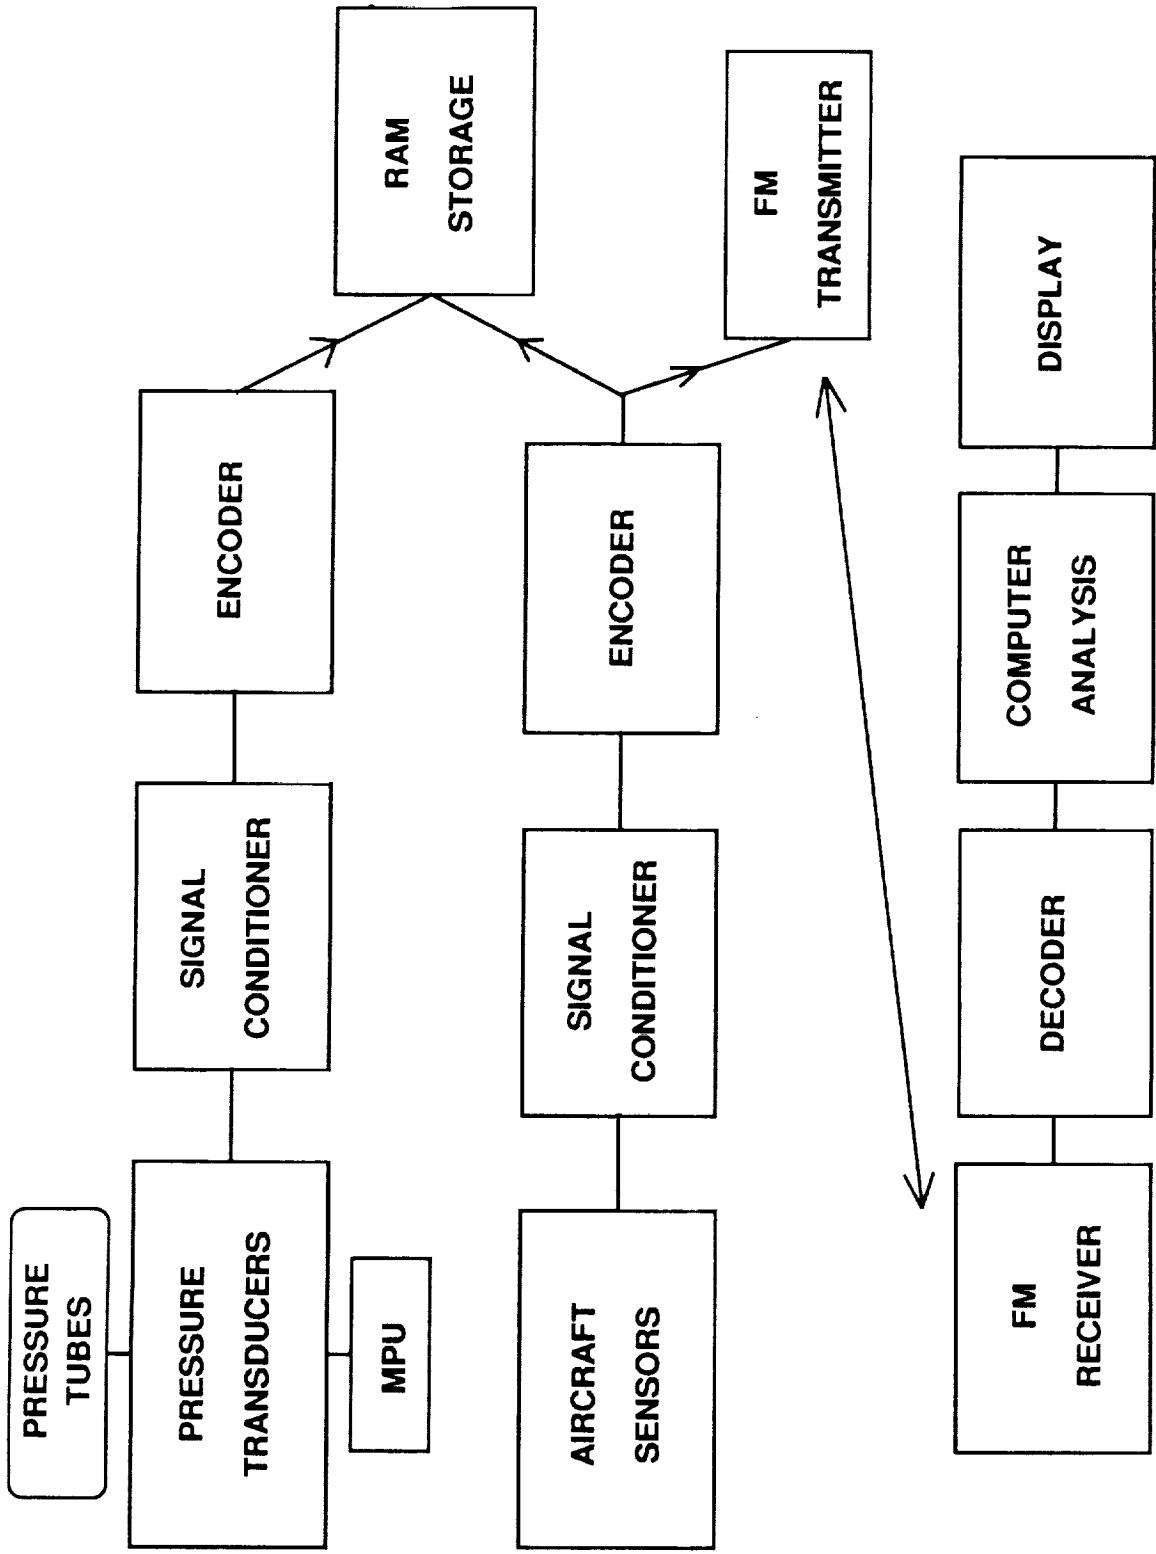 PRESSURE
TUBES
PRESSURE
TRANSDUCERS
MPU
SIGNAL
CONDITIONER
ENCODER
RAM
STORAGE
AIRCRAFT
SENSORS
SIGNAL
CONDITIONER
ENCODER
FM
TRANSMITTER
FM
RECEIVER
DECODER
COMPUTER
ANALYSIS
DISPLAY